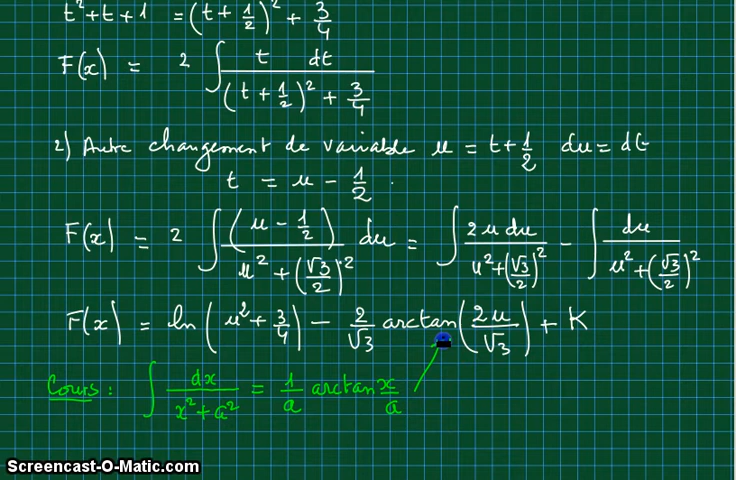 t² + t + 1 = (t + 1/2)² + 3/4
F(x) = 2 ∫ t dt / ((t + 1/2)² + 3/4)
2) Autre changement de variable u = t + 1/2 du = dt
t = u - 1/2 .
F(x) = 2 ∫ (u - 1/2) / (u² + (√3/2)²) du = ∫ 2u du / (u² + (√3/2)²) - ∫ du / (u² + (√3/2)²)
F(x) = ln(u² + 3/4) - 2/√3 arctan(2u/√3) + K
Cours : ∫ dx / (x² + a²) = 1/a arctan x/a
Screencast-O-Matic.com